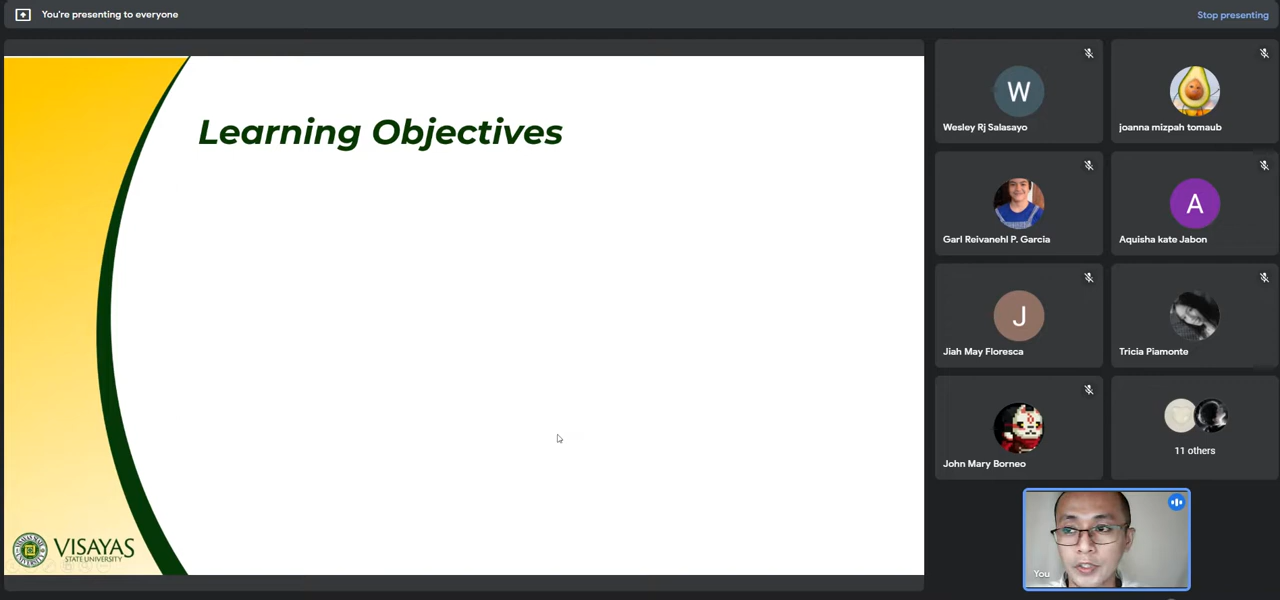 You're presenting to everyone
Stop presenting
Learning Objectives
VISAYAS
STATE UNIVERSITY
W
Wesley Rj Salasayo
joanna mizpah tomaub
Garl Reivanehl P. Garcia
A
Aquisha kate Jabon
J
Jiah May Floresca
Tricia Piamonte
John Mary Borneo
11 others
You